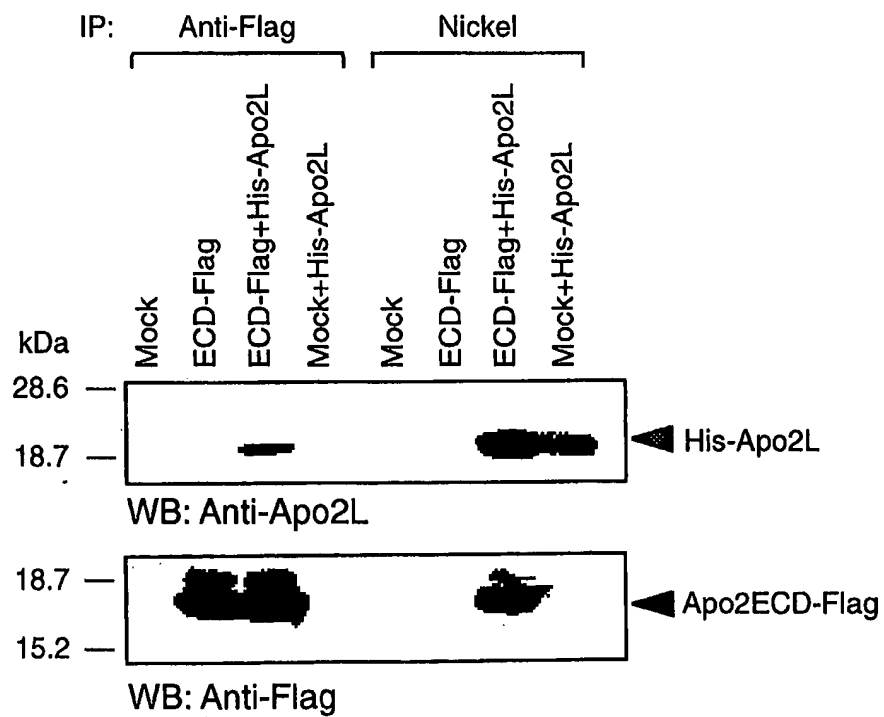 IP: Anti-Flag Nickel
Mock
ECD-Flag
ECD-Flag+His-Apo2L
Mock+His-Apo2L
Mock
ECD-Flag
ECD-Flag+His-Apo2L
Mock+His-Apo2L
kDa
28.6
18.7
His-Apo2L
WB: Anti-Apo2L
18.7
15.2
Apo2ECD-Flag
WB: Anti-Flag